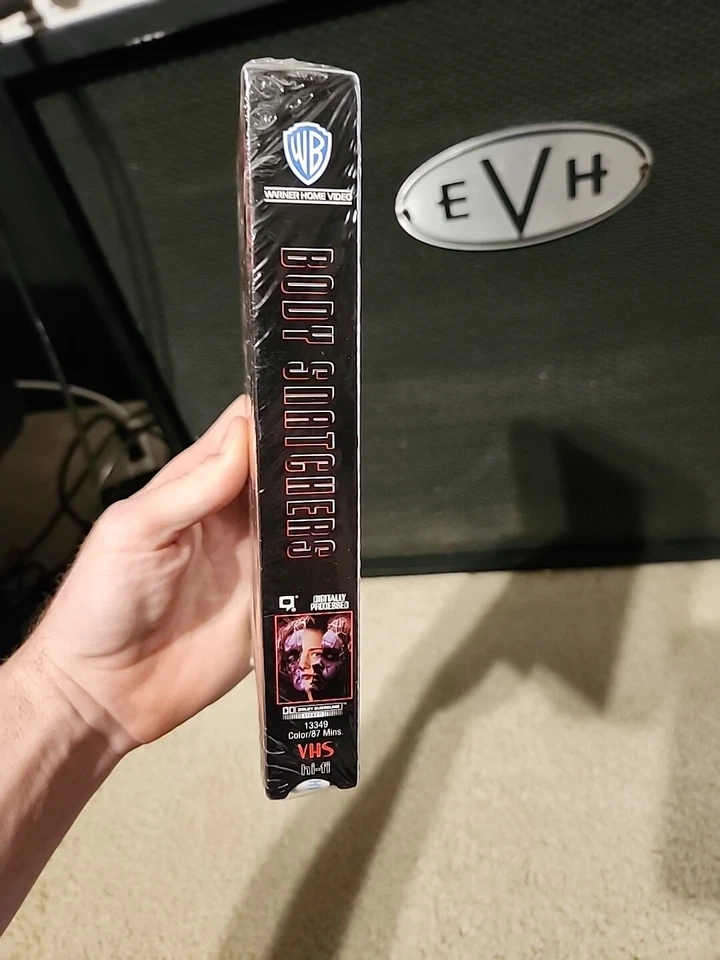 WB
WARNER HOME VIDEO
BODY SNATCHERS
DIGITALLY
PROCESSED
DOLBY SURROUND
13349
Color/87 Mins.
VHS
hi-fi
EVH